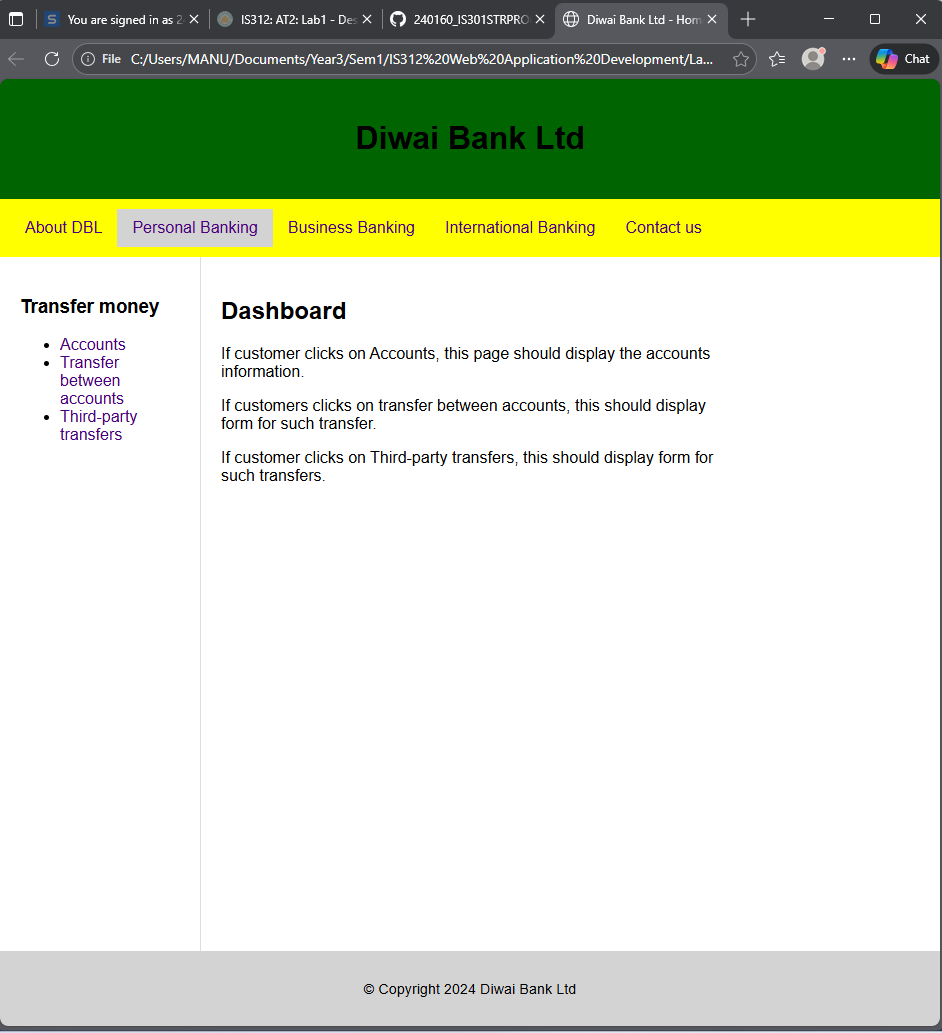 You are signed in as 2
IS312: AT2: Lab1 - Des
240160_IS301STRPRO
Diwai Bank Ltd - Hom
File C:/Users/MANU/Documents/Year3/Sem1/IS312%20Web%20Application%20Development/La...
Chat
Diwai Bank Ltd
About DBL Personal Banking Business Banking International Banking Contact us
Transfer money
Accounts
Transfer
between
accounts
Third-party
transfers
Dashboard
If customer clicks on Accounts, this page should display the accounts
information.
If customers clicks on transfer between accounts, this should display
form for such transfer.
If customer clicks on Third-party transfers, this should display form for
such transfers.
© Copyright 2024 Diwai Bank Ltd